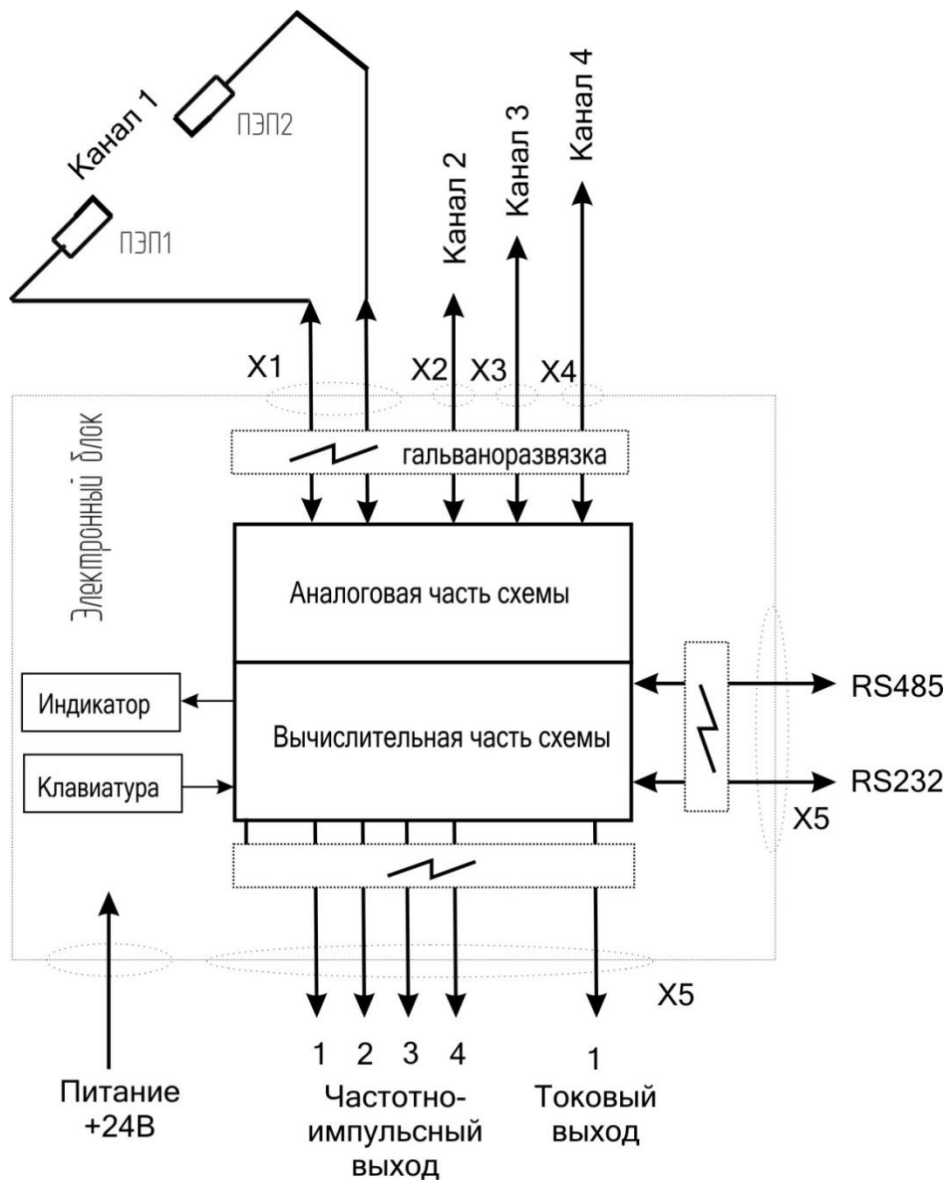 Канал 1
ПЭП2
ПЭП1
Канал 2
Канал 3
Канал 4
X1
X2
X3
X4
Электронный блок
гальваноразвязка
Аналоговая часть схемы
Вычислительная часть схемы
Индикатор
Клавиатура
RS485
RS232
X5
X5
Питание
+24В
1 2 3 4
Частотно-
импульсный
выход
1
Токовый
выход